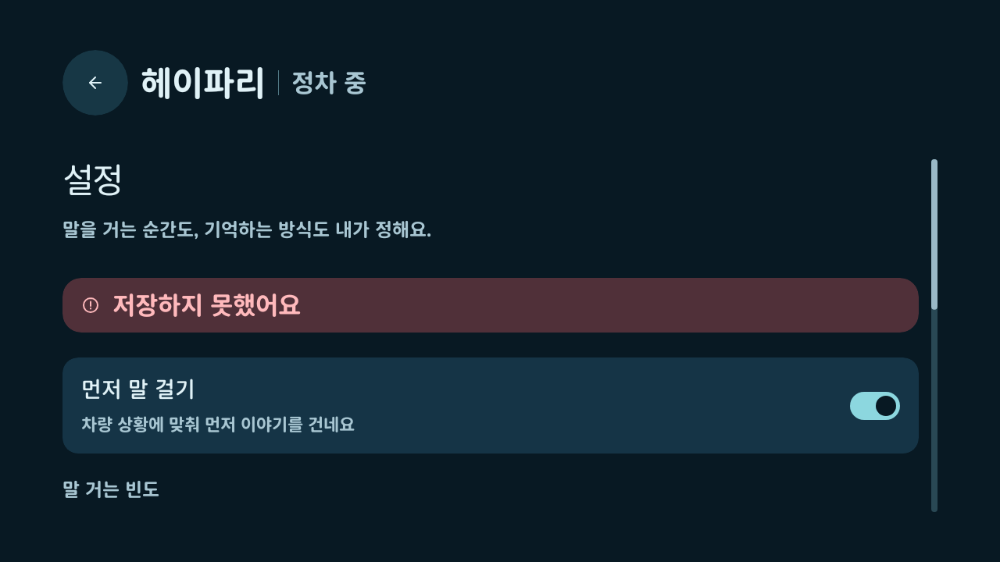 헤이파리 | 정차 중
설정
말을 거는 순간도, 기억하는 방식도 내가 정해요.
저장하지 못했어요
먼저 말 걸기
차량 상황에 맞춰 먼저 이야기를 건네요
말 거는 빈도